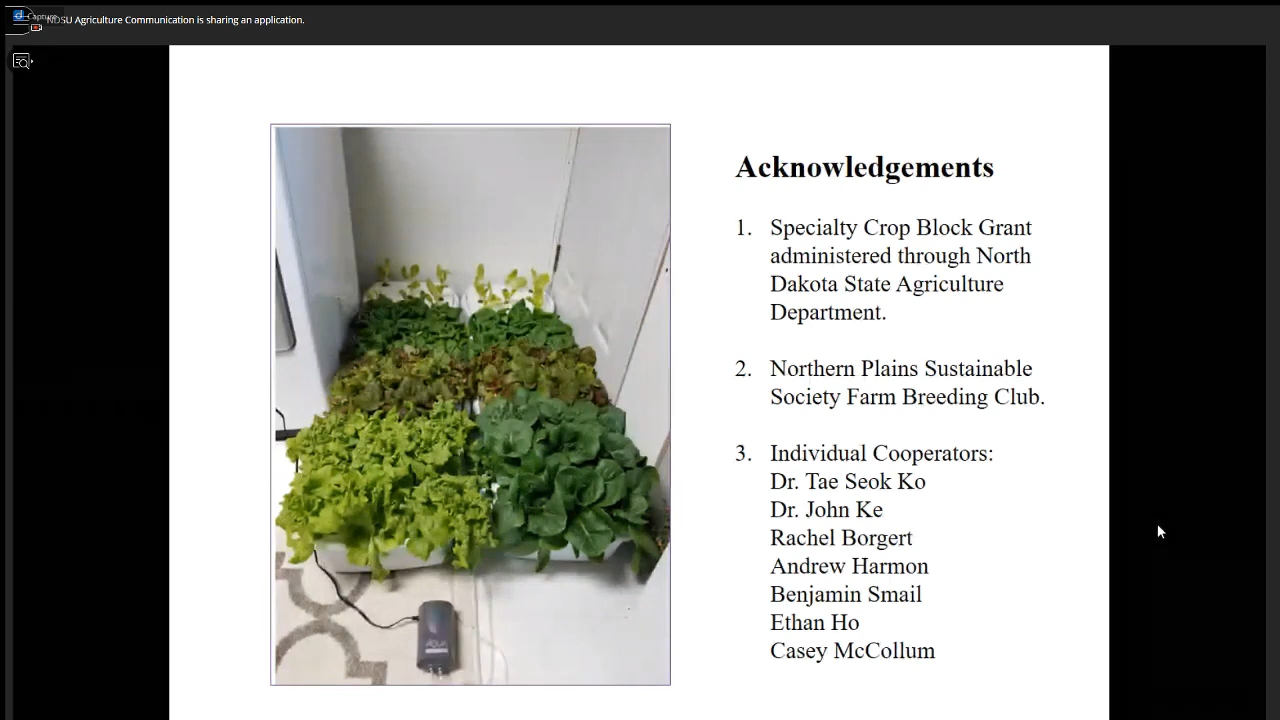 Capture
NDSU Agriculture Communication is sharing an application.
Acknowledgements
1. Specialty Crop Block Grant
administered through North
Dakota State Agriculture
Department.
2. Northern Plains Sustainable
Society Farm Breeding Club.
3. Individual Cooperators:
Dr. Tae Seok Ko
Dr. John Ke
Rachel Borgert
Andrew Harmon
Benjamin Smail
Ethan Ho
Casey McCollum
AQUA